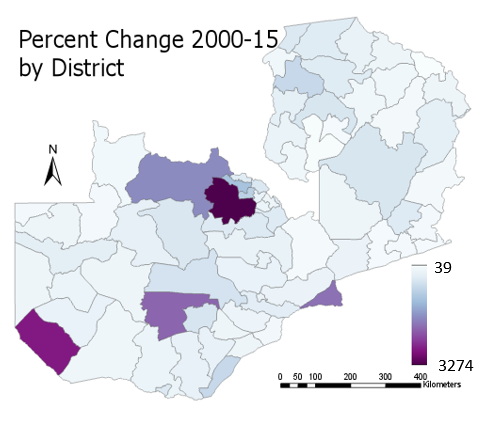 Percent Change 2000-15
by District
N
39
3274
0 50 100 200 300 400
Kilometers